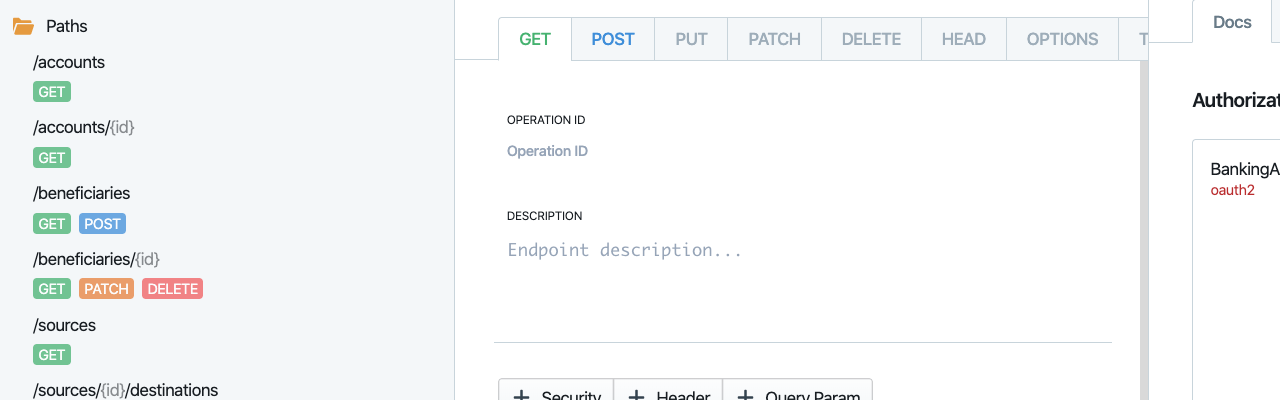 Paths
/accounts
GET
/accounts/{id}
GET
/beneficiaries
GET POST
/beneficiaries/{id}
GET PATCH DELETE
/sources
GET
/sources/{id}/destinations
GET POST PUT PATCH DELETE HEAD OPTIONS T
OPERATION ID
Operation ID
DESCRIPTION
Endpoint description...
+ Security + Header + Query Param
Docs
Authorizat
BankingA
oauth2